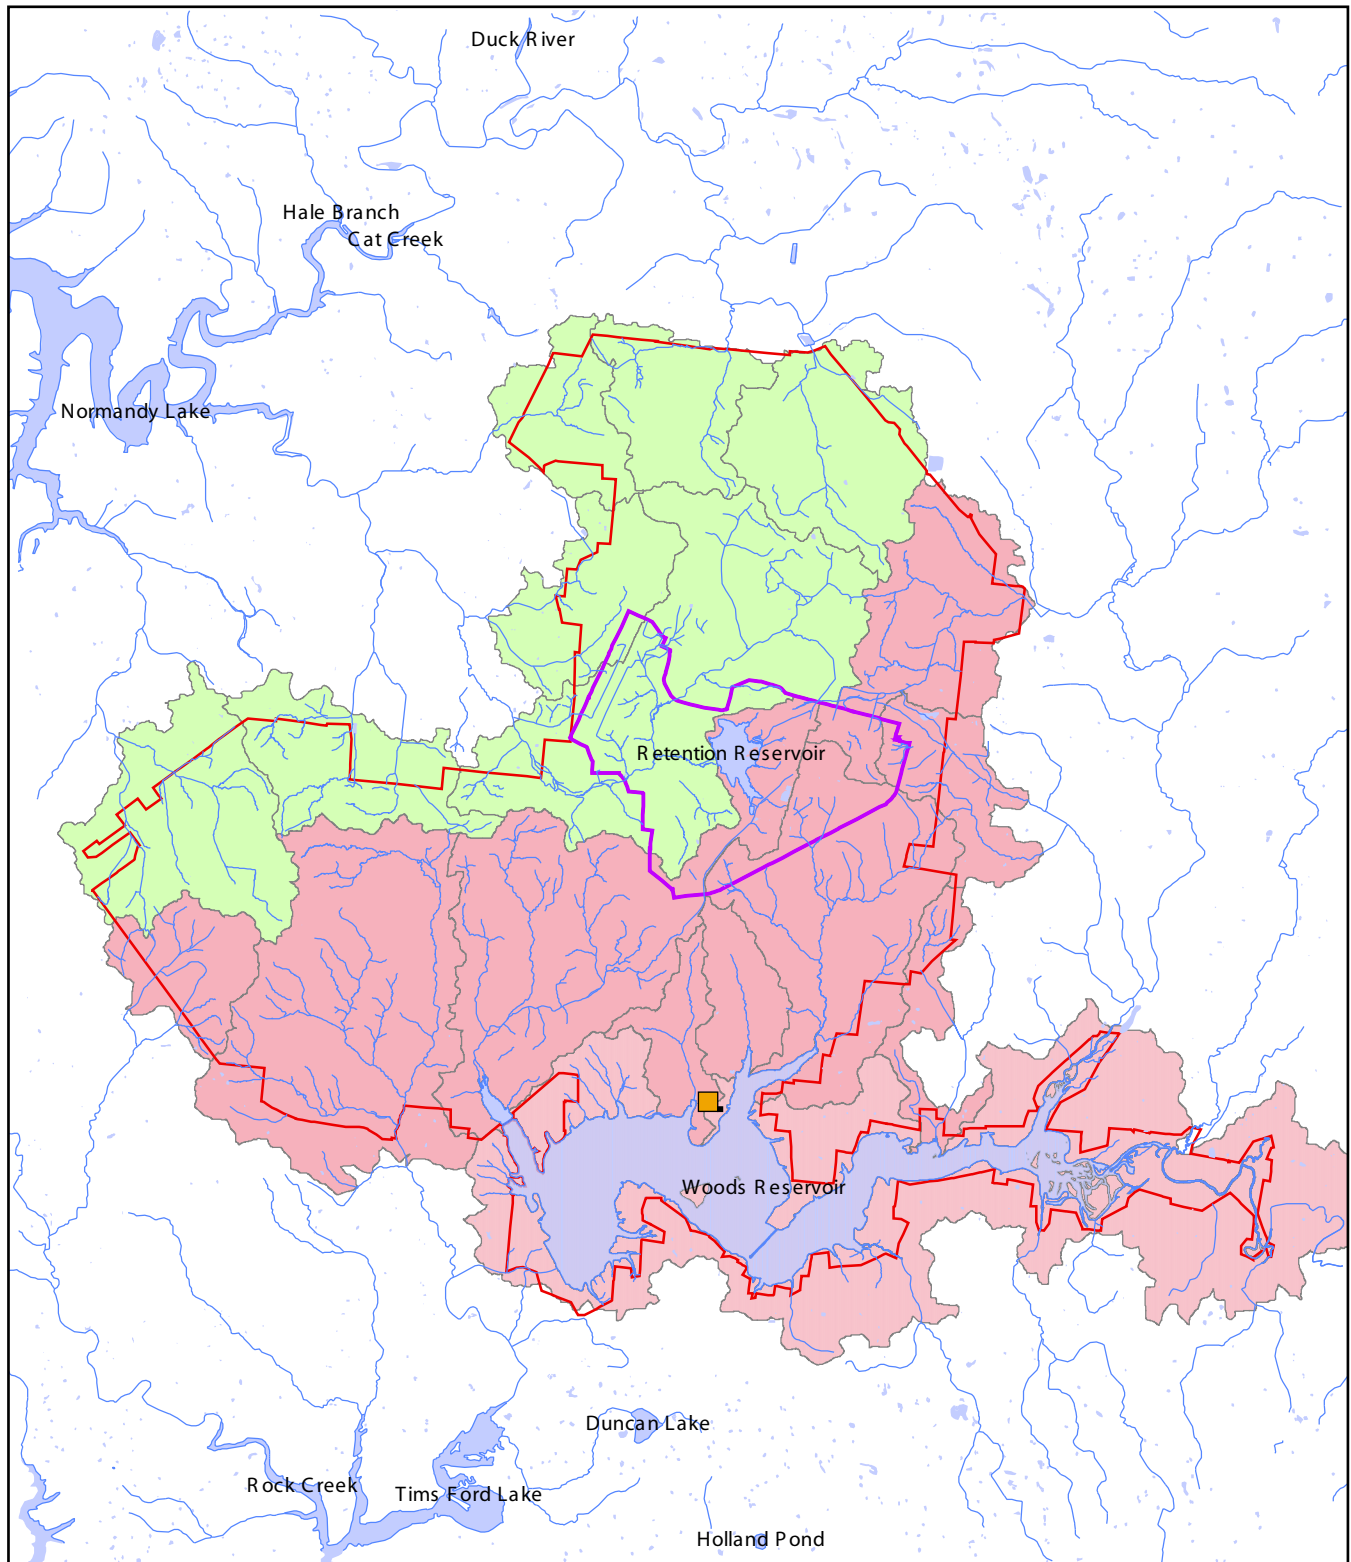 Duck River
Hale Branch
Cat Creek
Normandy Lake
Retention Reservoir
Woods Reservoir
Duncan Lake
Rock Creek
Tims Ford Lake
Holland Pond